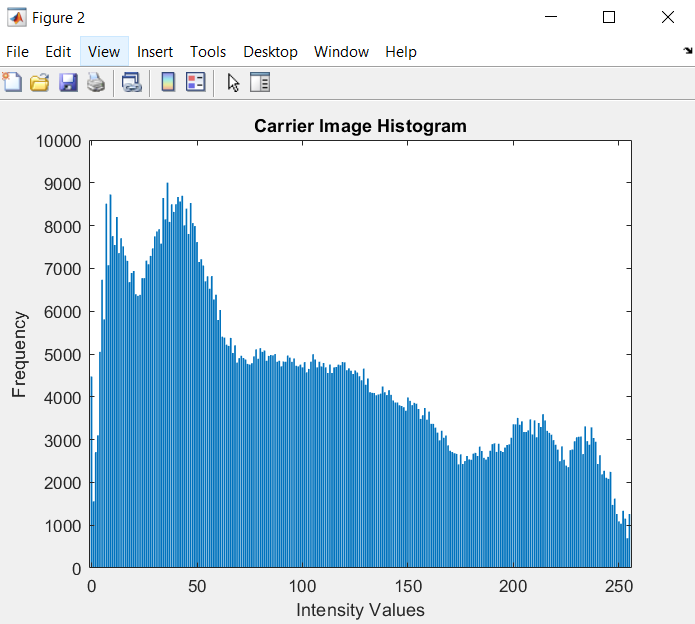 Figure 2
File Edit View Insert Tools Desktop Window Help
Carrier Image Histogram
10000
9000
8000
7000
6000
5000
4000
3000
2000
1000
0
Frequency
0 50 100 150 200 250
Intensity Values